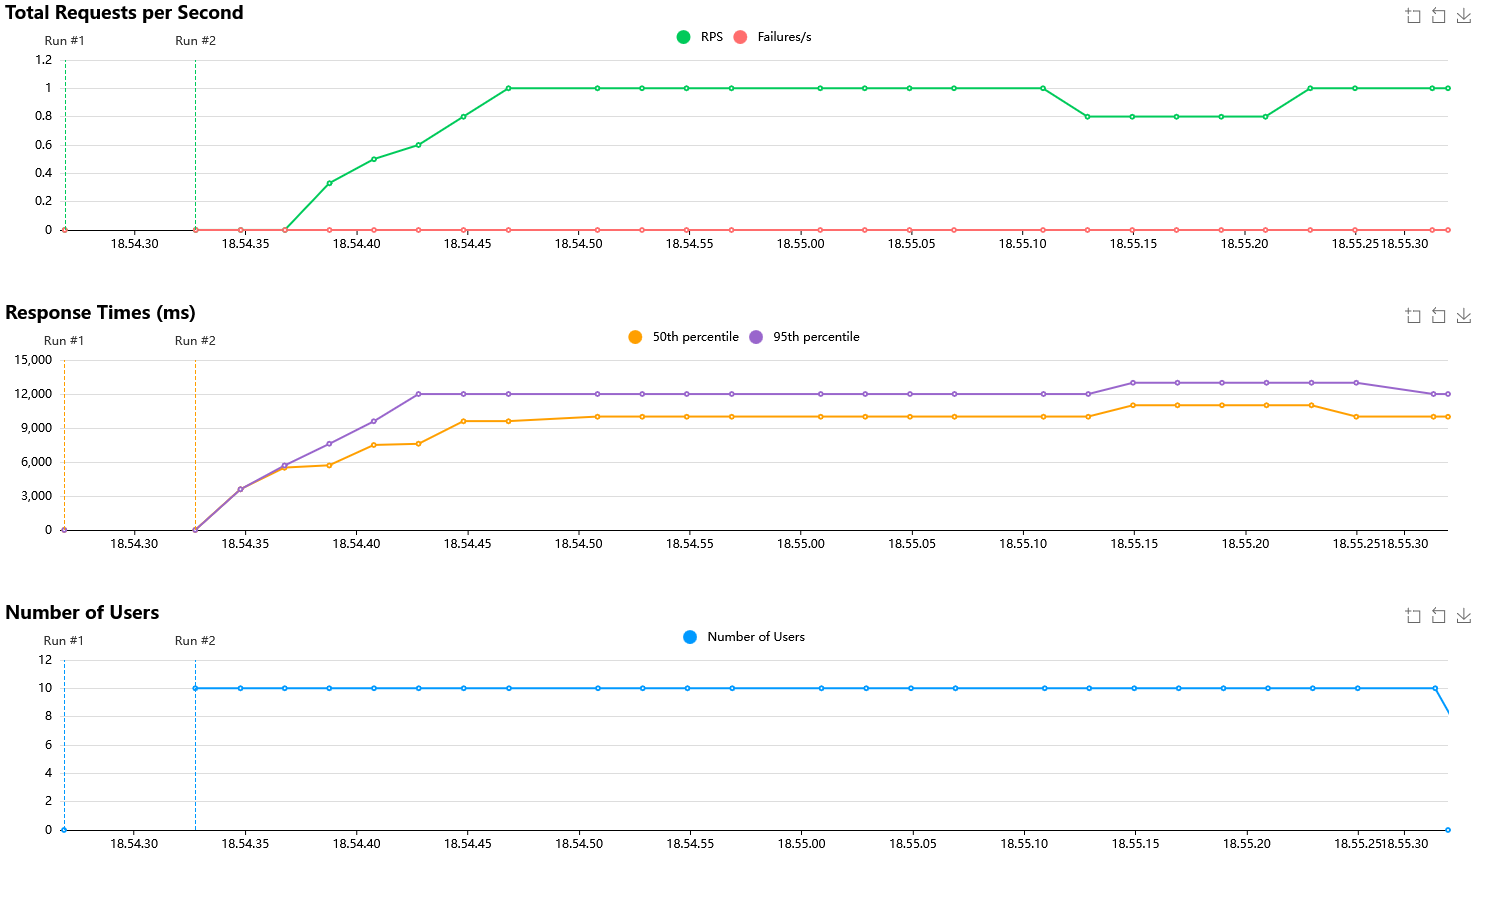 Total Requests per Second
RPS Failures/s
Run #1 Run #2
1.2
1
0.8
0.6
0.4
0.2
0
18.54.30 18.54.35 18.54.40 18.54.45 18.54.50 18.54.55 18.55.00 18.55.05 18.55.10 18.55.15 18.55.20 18.55.25 18.55.30
Response Times (ms)
50th percentile 95th percentile
Run #1 Run #2
15,000
12,000
9,000
6,000
3,000
0
18.54.30 18.54.35 18.54.40 18.54.45 18.54.50 18.54.55 18.55.00 18.55.05 18.55.10 18.55.15 18.55.20 18.55.25 18.55.30
Number of Users
Number of Users
Run #1 Run #2
12
10
8
6
4
2
0
18.54.30 18.54.35 18.54.40 18.54.45 18.54.50 18.54.55 18.55.00 18.55.05 18.55.10 18.55.15 18.55.20 18.55.25 18.55.30